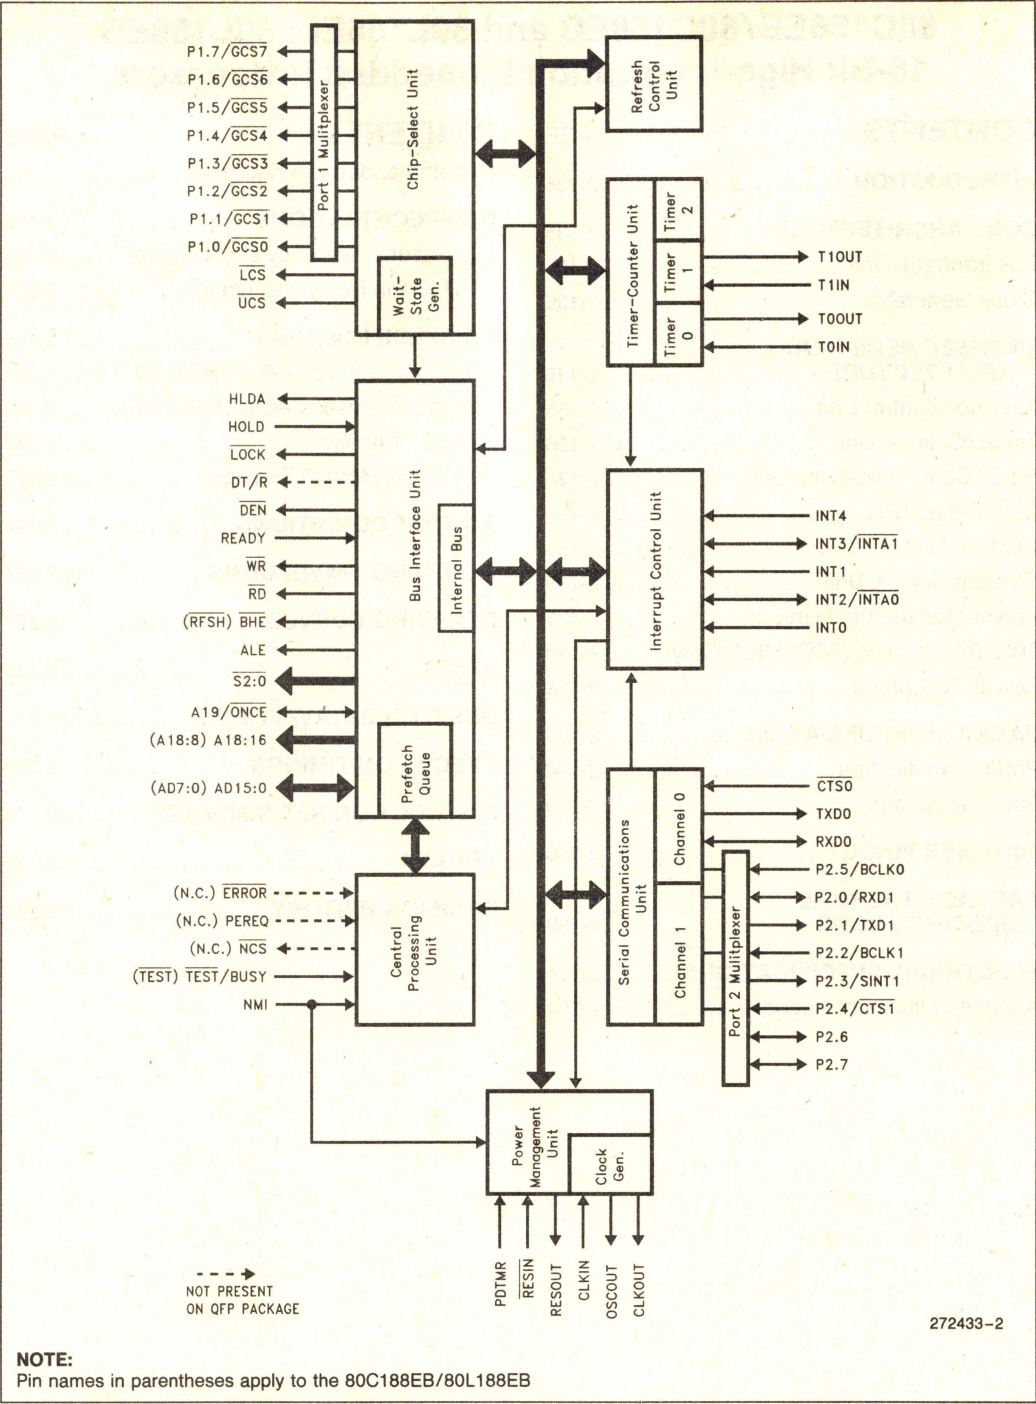 P1.7/GCS7
P1.6/GCS6
P1.5/GCS5
P1.4/GCS4
P1.3/GCS3
P1.2/GCS2
P1.1/GCS1
P1.0/GCS0
LCS
UCS
Port 1 Mulitplexer
Chip-Select Unit
Wait-
State
Gen.
Refresh
Control
Unit
Timer-Counter Unit
Timer
2
Timer
1
Timer
0
T1OUT
T1IN
T0OUT
T0IN
HLDA
HOLD
LOCK
DT/R
DEN
READY
WR
RD
(RFSH) BHE
ALE
S2:0
A19/ONCE
(A18:8) A18:16
(AD7:0) AD15:0
Bus Interface Unit
Internal Bus
Prefetch
Queue
Interrupt Control Unit
INT4
INT3/INTA1
INT1
INT2/INTA0
INT0
(N.C.) ERROR
(N.C.) PEREQ
(N.C.) NCS
(TEST) TEST/BUSY
NMI
Central
Processing
Unit
Serial Communications
Unit
Channel 0
Channel 1
Port 2 Mulitplexer
CTS0
TXD0
RXD0
P2.5/BCLK0
P2.0/RXD1
P2.1/TXD1
P2.2/BCLK1
P2.3/SINT1
P2.4/CTS1
P2.6
P2.7
Power
Management
Unit
Clock
Gen.
PDTMR
RESIN
RESOUT
CLKIN
OSCOUT
CLKOUT
NOT PRESENT
ON QFP PACKAGE
272433-2
NOTE:
Pin names in parentheses apply to the 80C188EB/80L188EB